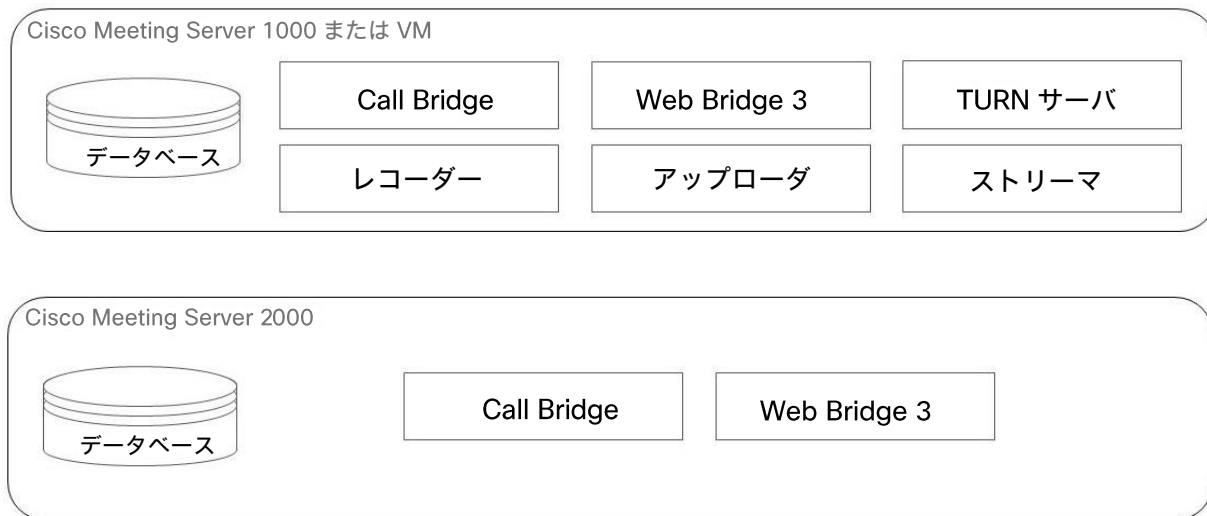 Cisco Meeting Server 1000 または VM
Call Bridge
Web Bridge 3
TURN サーバ
データベース
レコーダー
アップローダ
ストリーマ
Cisco Meeting Server 2000
Call Bridge
Web Bridge 3
データベース